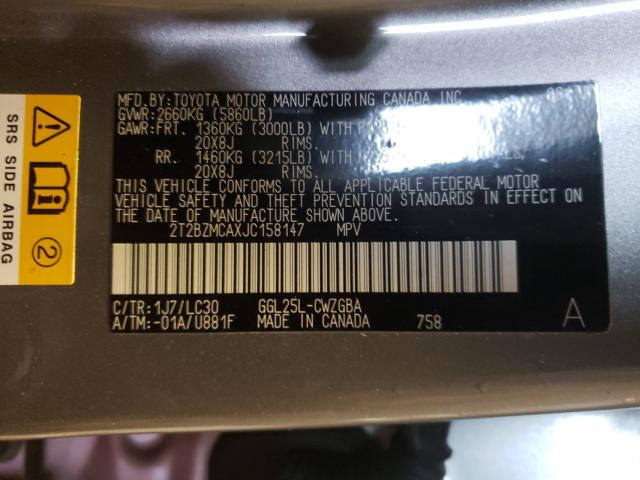 MFD.BY:TOYOTA MOTOR MANUFACTURING CANADA INC.
GVWR:2660KG (5860LB)
GAWR:FRT. 1360KG (3000LB) WITH
20X8J RIMS.
RR. 1460KG (3215LB) WITH
20X8J RIMS.
THIS VEHICLE CONFORMS TO ALL APPLICABLE FEDERAL MOTOR
VEHICLE SAFETY AND THEFT PREVENTION STANDARDS IN EFFECT ON
THE DATE OF MANUFACTURE SHOWN ABOVE.
2T2BZMCAXJC158147 MPV
C/TR:1J7/LC30 GGL25L-CWZGBA
A/TM:-01A/U881F MADE IN CANADA 758 A
SRS SIDE AIRBAG
2